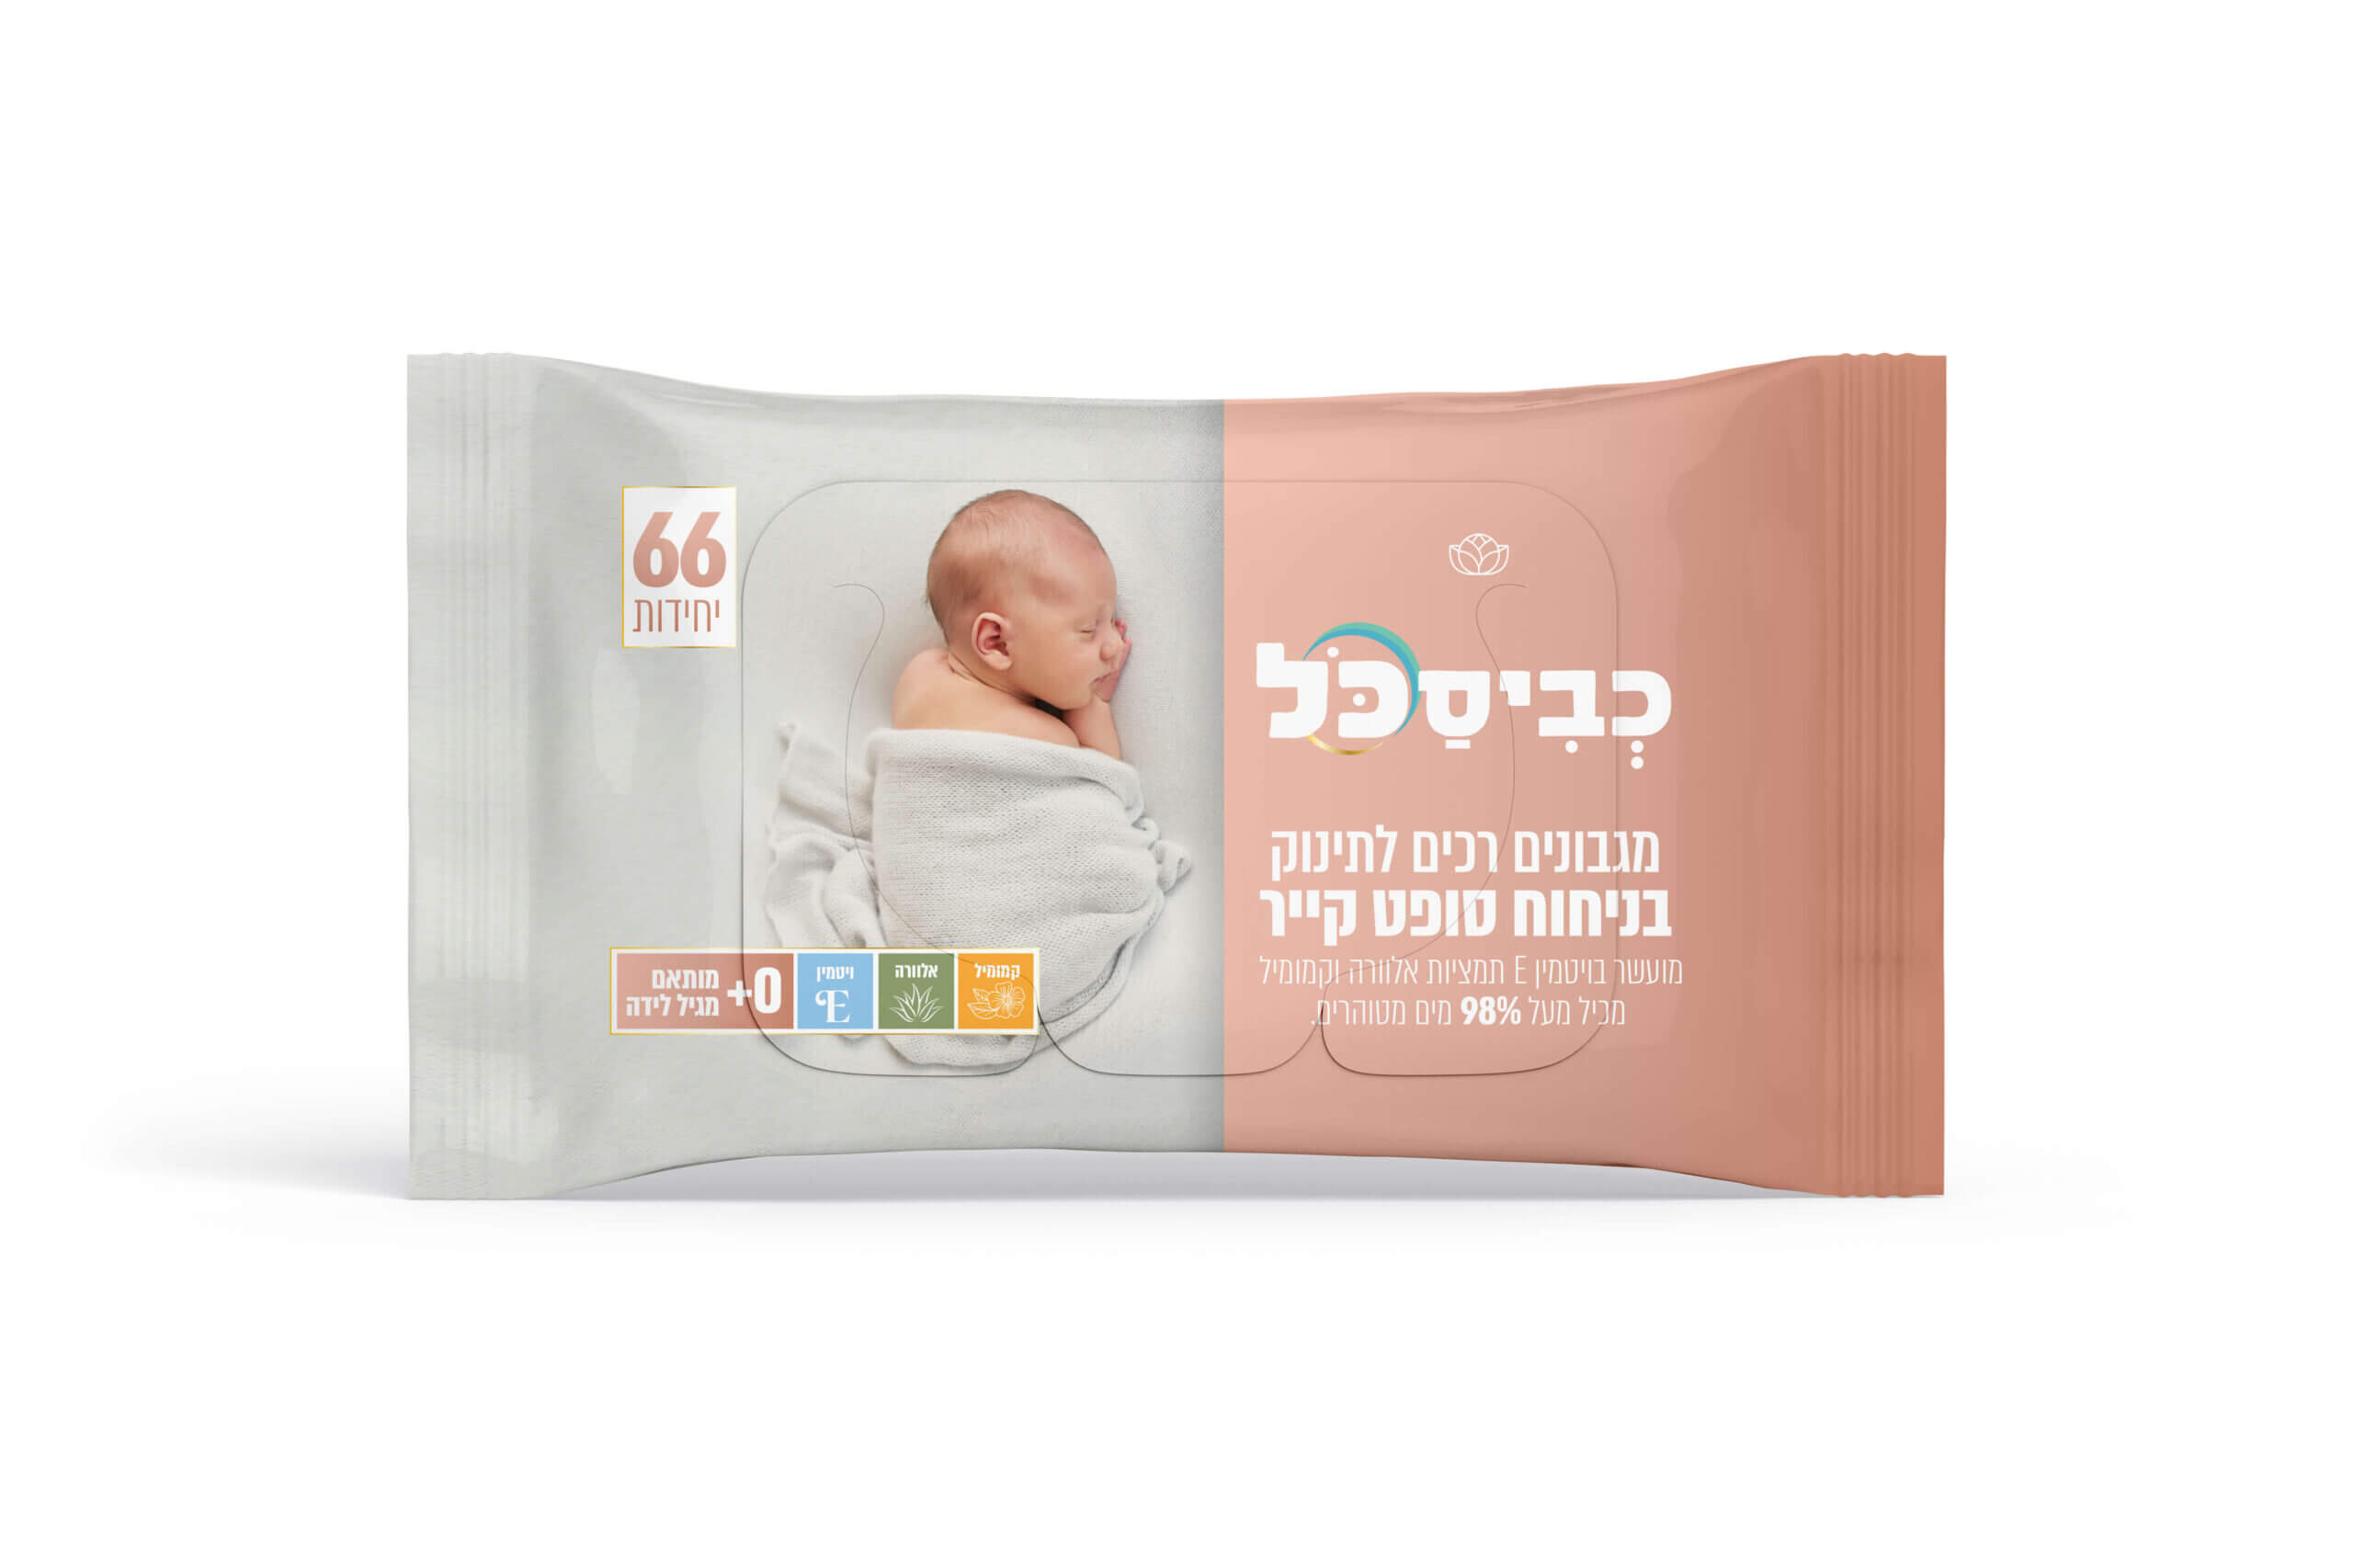 כְּבִיסַכֹּל
מגבונים רכים לתינוק
בניחוח סופט קייר
מועשר בויטמין E תמציות אלוורה וקמומיל
מכיל מעל 98% מים מטוהרים.
66
יחידות
קמומיל
אלוורה
ויטמין
E
0+
מותאם
מגיל לידה